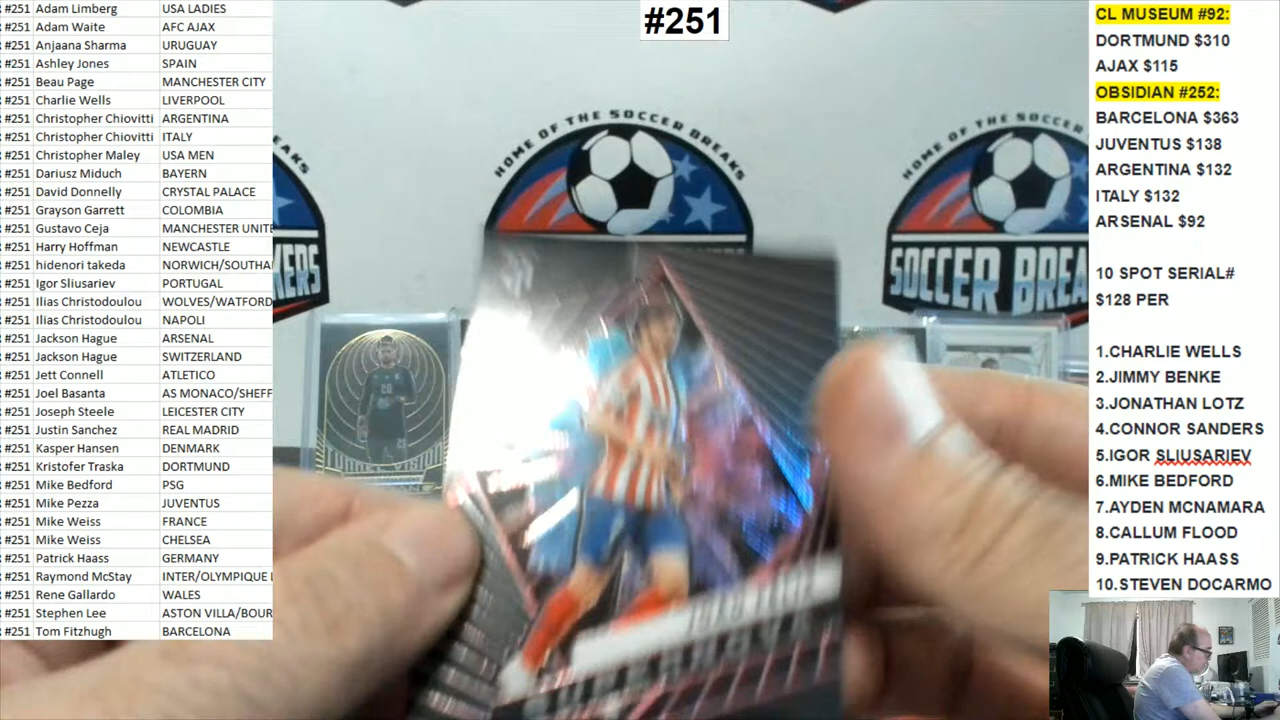 #251 Adam Limberg USA LADIES
#251 Adam Waite AFC AJAX
#251 Anjaana Sharma URUGUAY
#251 Ashley Jones SPAIN
#251 Beau Page MANCHESTER CITY
#251 Charlie Wells LIVERPOOL
#251 Christopher Chiovitti ARGENTINA
#251 Christopher Chiovitti ITALY
#251 Christopher Maley USA MEN
#251 Dariusz Miduch BAYERN
#251 David Donnelly CRYSTAL PALACE
#251 Grayson Garrett COLOMBIA
#251 Gustavo Ceja MANCHESTER UNITE
#251 Harry Hoffman NEWCASTLE
#251 hidenori takeda NORWICH/SOUTHA
#251 Igor Sliusariev PORTUGAL
#251 Ilias Christodoulou WOLVES/WATFORD
#251 Ilias Christodoulou NAPOLI
#251 Jackson Hague ARSENAL
#251 Jackson Hague SWITZERLAND
#251 Jett Connell ATLETICO
#251 Joel Basanta AS MONACO/SHEFF
#251 Joseph Steele LEICESTER CITY
#251 Justin Sanchez REAL MADRID
#251 Kasper Hansen DENMARK
#251 Kristofer Traska DORTMUND
#251 Mike Bedford PSG
#251 Mike Pezza JUVENTUS
#251 Mike Weiss FRANCE
#251 Mike Weiss CHELSEA
#251 Patrick Haass GERMANY
#251 Raymond McStay INTER/OLYMPIQUE L
#251 Rene Gallardo WALES
#251 Stephen Lee ASTON VILLA/BOUR
#251 Tom Fitzhugh BARCELONA
#251
HOME OF THE SOCCER BREAKS
HOME OF THE SOCCER
SOCCER BREA
AKS
KERS
20
TUNNEL VISION
CL MUSEUM #92:
DORTMUND $310
AJAX $115
OBSIDIAN #252:
BARCELONA $363
JUVENTUS $138
ARGENTINA $132
ITALY $132
ARSENAL $92
10 SPOT SERIAL#
$128 PER
1.CHARLIE WELLS
2.JIMMY BENKE
3.JONATHAN LOTZ
4.CONNOR SANDERS
5.IGOR SLIUSARIEV
6.MIKE BEDFORD
7.AYDEN MCNAMARA
8.CALLUM FLOOD
9.PATRICK HAASS
10.STEVEN DOCARMO